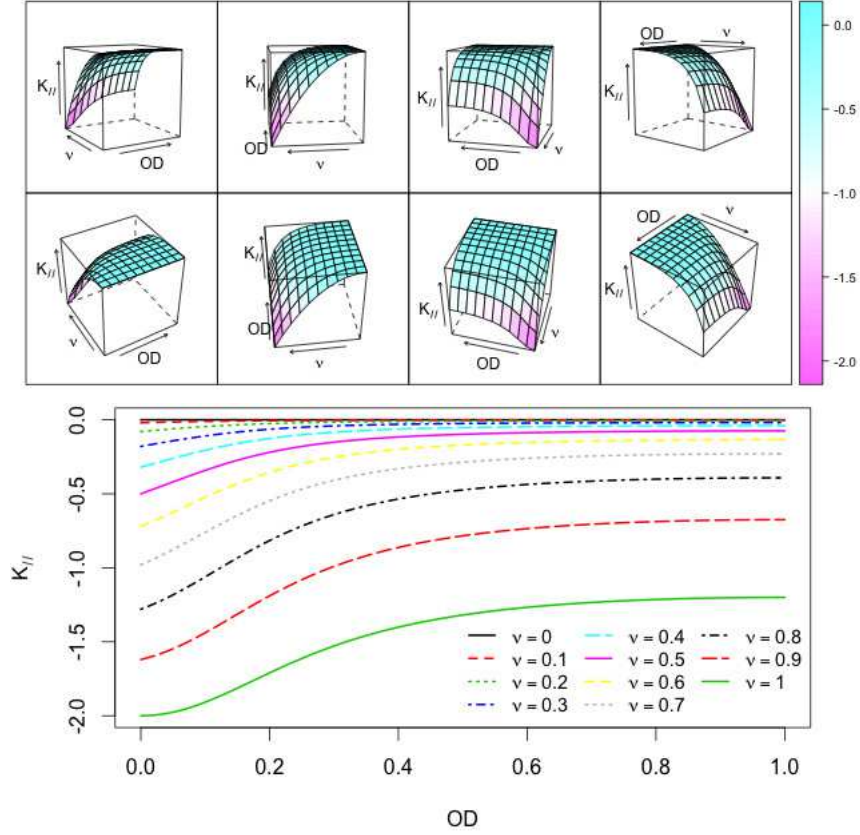 K//
ν
OD
K//
OD
ν
K//
OD
ν
OD
ν
K//
0.0
-0.5
-1.0
-1.5
-2.0
K//
ν
OD
K//
OD
ν
K//
OD
ν
OD
ν
K//
0.0
-0.5
-1.0
-1.5
-2.0
K//
ν = 0 ν = 0.4 ν = 0.8
ν = 0.1 ν = 0.5 ν = 0.9
ν = 0.2 ν = 0.6 ν = 1
ν = 0.3 ν = 0.7
0.0 0.2 0.4 0.6 0.8 1.0
OD